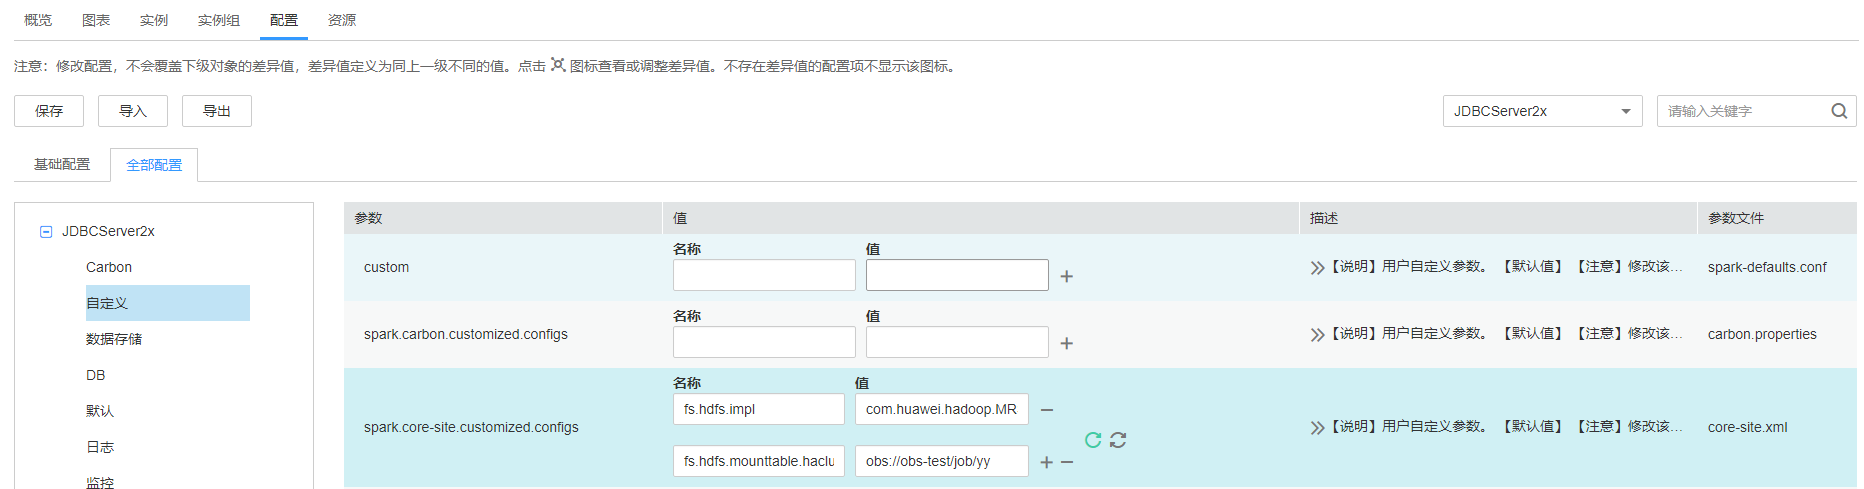 概览 图表 实例 实例组 配置 资源
注意：修改配置，不会覆盖下级对象的差异值，差异值定义为同上一级不同的值。点击 图标查看或调整差异值。不存在差异值的配置项不显示该图标。
保存 导入 导出 JDBCServer2x 请输入关键字
基础配置 全部配置
JDBCServer2x
Carbon
自定义
数据存储
DB
默认
日志
监控
参数 值 描述 参数文件
名称 值
custom 【说明】用户自定义参数。 【默认值】 【注意】修改该... spark-defaults.conf
名称 值
spark.carbon.customized.configs 【说明】用户自定义参数。 【默认值】 【注意】修改该... carbon.properties
名称 值
fs.hdfs.impl com.huawei.hadoop.MR
spark.core-site.customized.configs 【说明】用户自定义参数。 【默认值】 【注意】修改该... core-site.xml
fs.hdfs.mounttable.haclu obs://obs-test/job/yy